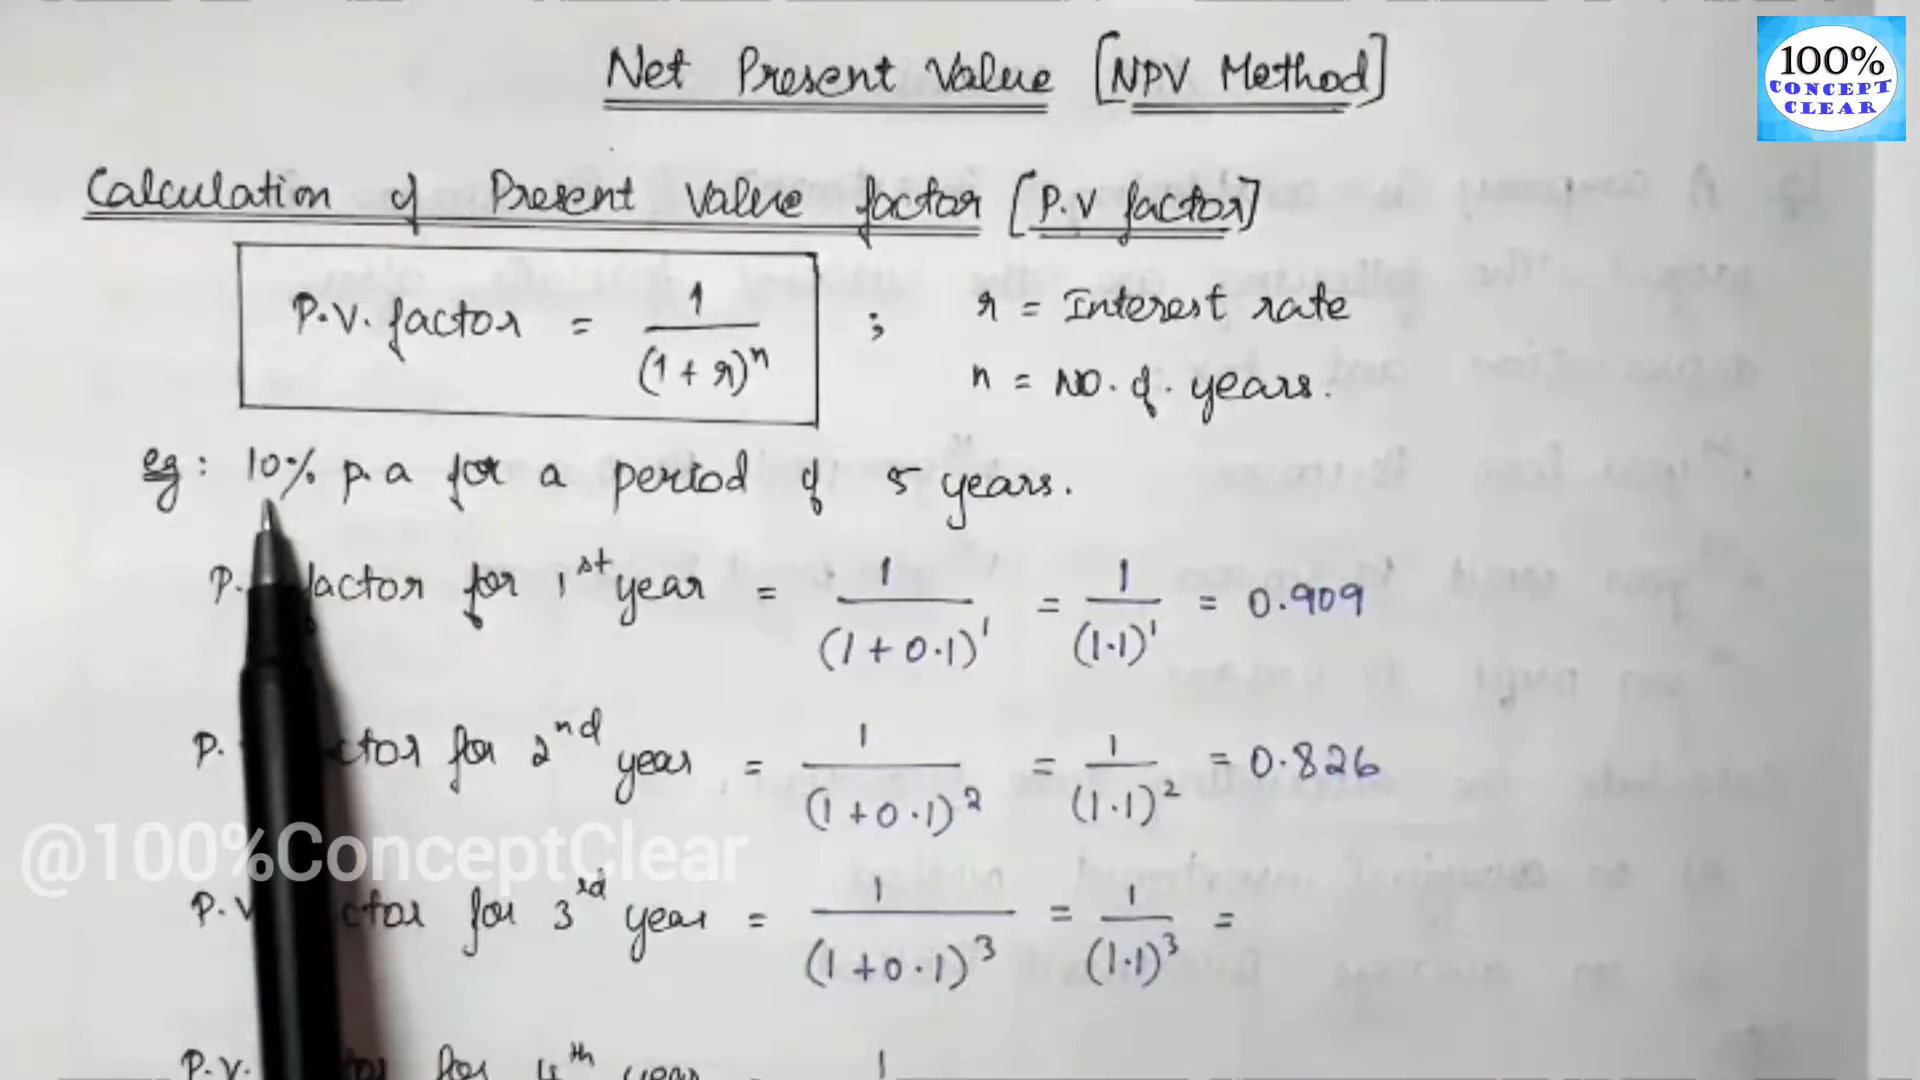 Net Present Value [NPV Method]
100%
CONCEPT
CLEAR
Calculation of Present Value factor [P.V factor]
P.V. factor = 1/(1+r)^n ; r = Interest rate
n = NO. of. years.
eg: 10% p.a for a period of 5 years.
P. factor for 1st year = 1/(1+0.1)^1 = 1/(1.1)^1 = 0.909
P. ctor for 2nd year = 1/(1+0.1)^2 = 1/(1.1)^2 = 0.826
@100%ConceptClear
P.V ctor for 3rd year = 1/(1+0.1)^3 = 1/(1.1)^3 =
P.V. tor for 4th year = 1